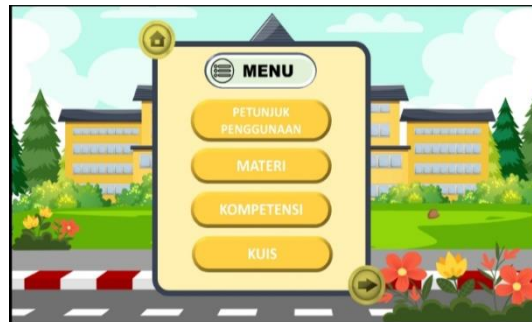 MENU
PETUNJUK
PENGGUNAAN
MATERI
KOMPETENSI
KUIS